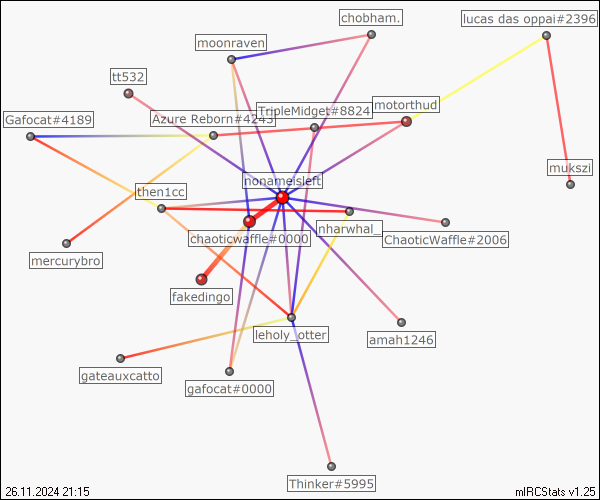 chobham.
lucas das oppai#2396
moonraven
tt532
TripleMidget#8824
motorthud
Gafocat#4189
Azure Reborn#4243
mukszi
nonameisleft
then1cc
nharwhal_
chaoticwaffle#0000
ChaoticWaffle#2006
mercurybro
fakedingo
leholy_otter
amah1246
gateauxcatto
gafocat#0000
Thinker#5995
26.11.2024 21:15
mIRCStats v1.25